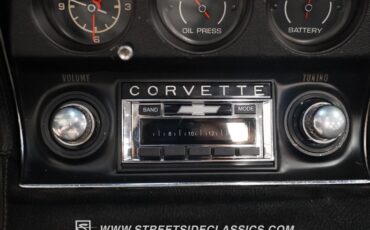 OIL PRESS
BATTERY
CORVETTE
VOLUME
TUNING
BAND
MODE
WWW.STREETSIDECLASSICS.COM